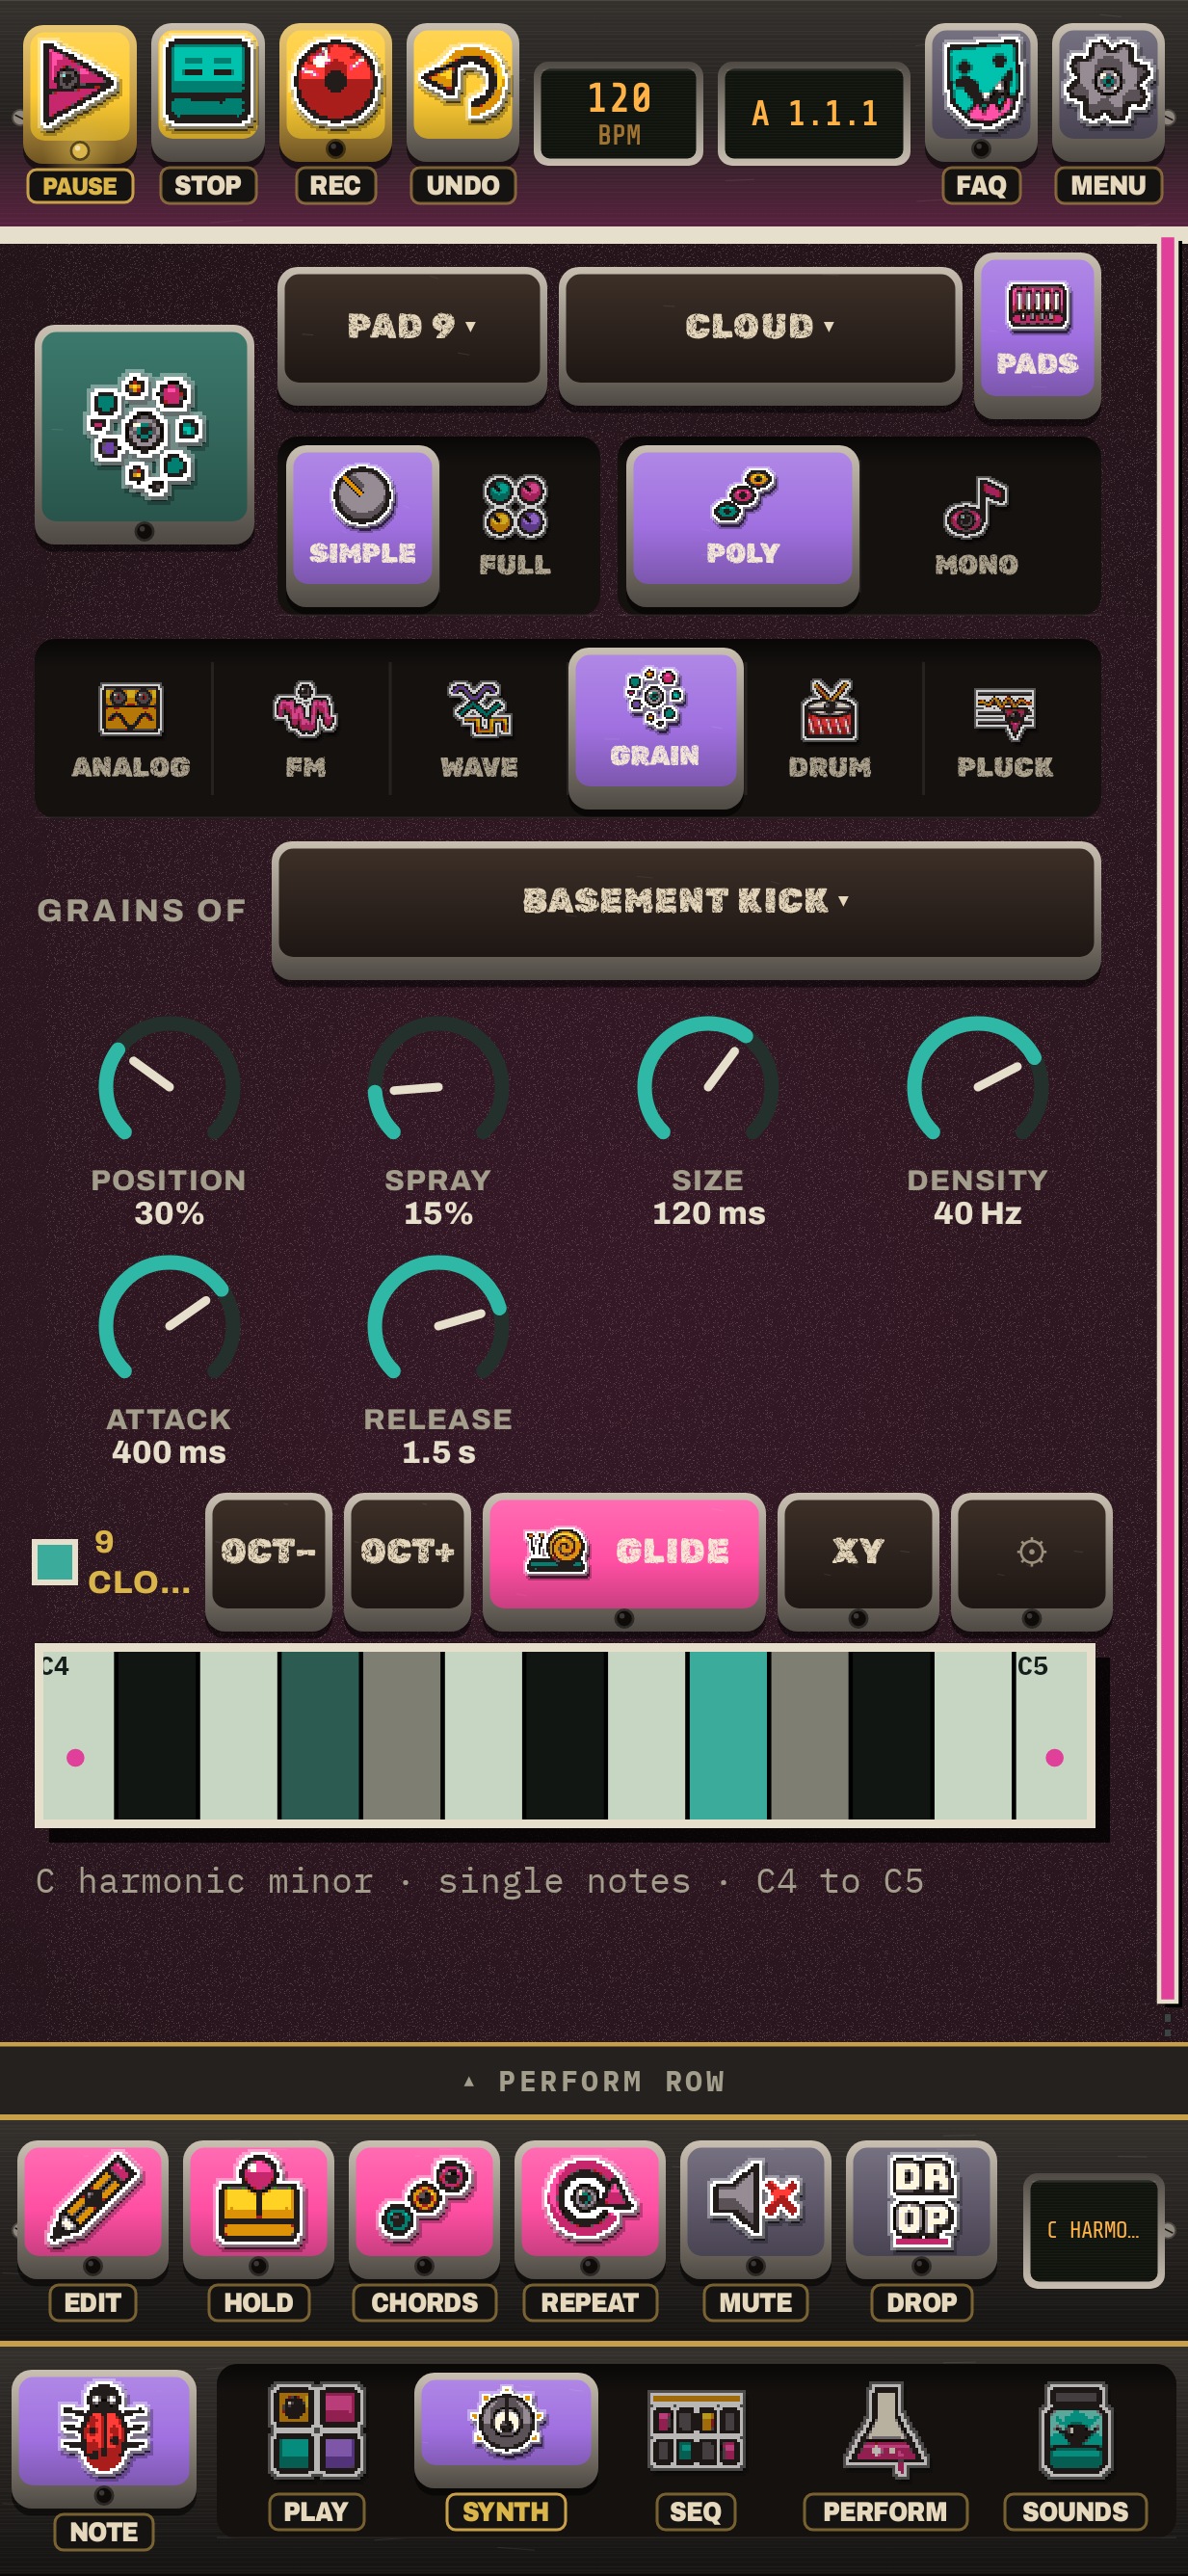 120
BPM
A 1.1.1
PAUSE
STOP
REC
UNDO
FAQ
MENU
PAD 9 ▾
CLOUD ▾
PADS
SIMPLE
FULL
POLY
MONO
ANALOG
FM
WAVE
GRAIN
DRUM
PLUCK
GRAINS OF
BASEMENT KICK ▾
POSITION
30%
SPRAY
15%
SIZE
120 ms
DENSITY
40 Hz
ATTACK
400 ms
RELEASE
1.5 s
9
CLO...
OCT-
OCT+
GLIDE
XY
C4
C5
C harmonic minor · single notes · C4 to C5
▴ PERFORM ROW
DR
OP
C HARMO...
EDIT
HOLD
CHORDS
REPEAT
MUTE
DROP
NOTE
PLAY
SYNTH
SEQ
PERFORM
SOUNDS